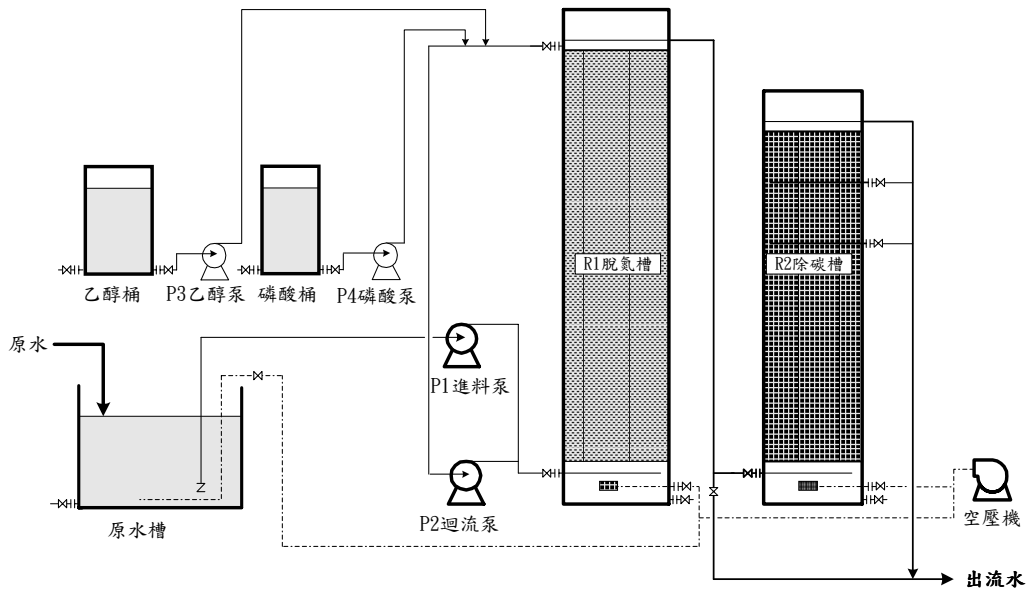 R1脫氮槽
R2除碳槽
乙醇桶
P3乙醇泵
磷酸桶
P4磷酸泵
原水
P1進料泵
原水槽
P2迴流泵
空壓機
出流水